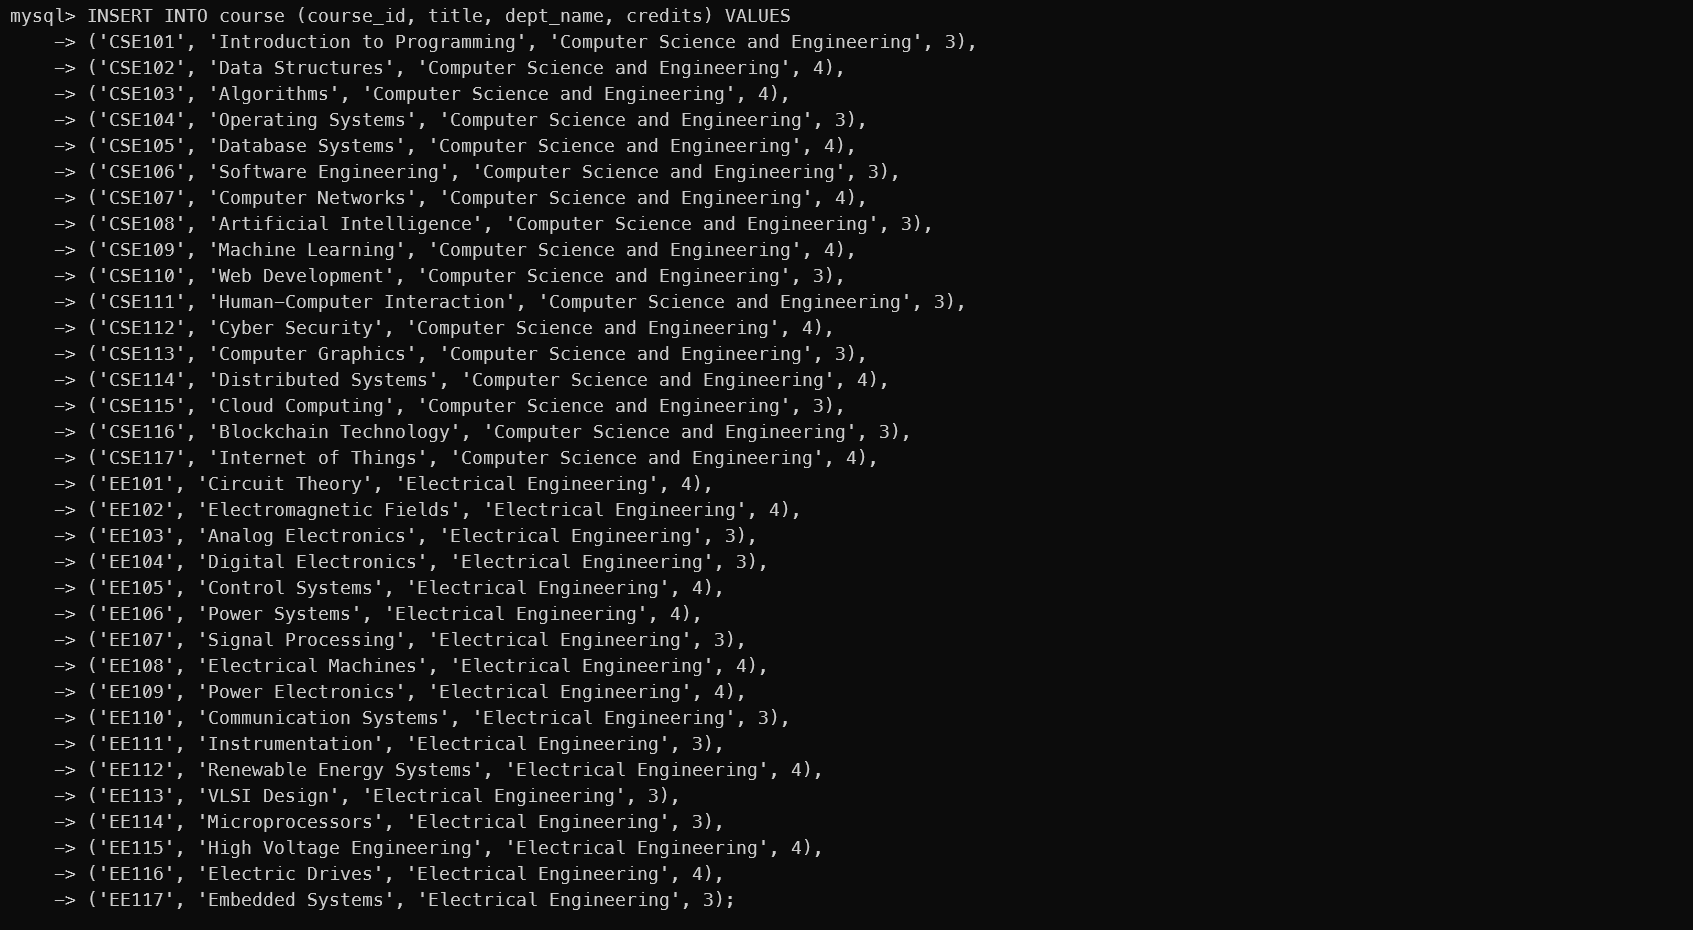 mysql> INSERT INTO course (course_id, title, dept_name, credits) VALUES
    -> ('CSE101', 'Introduction to Programming', 'Computer Science and Engineering', 3),
    -> ('CSE102', 'Data Structures', 'Computer Science and Engineering', 4),
    -> ('CSE103', 'Algorithms', 'Computer Science and Engineering', 4),
    -> ('CSE104', 'Operating Systems', 'Computer Science and Engineering', 3),
    -> ('CSE105', 'Database Systems', 'Computer Science and Engineering', 4),
    -> ('CSE106', 'Software Engineering', 'Computer Science and Engineering', 3),
    -> ('CSE107', 'Computer Networks', 'Computer Science and Engineering', 4),
    -> ('CSE108', 'Artificial Intelligence', 'Computer Science and Engineering', 3),
    -> ('CSE109', 'Machine Learning', 'Computer Science and Engineering', 4),
    -> ('CSE110', 'Web Development', 'Computer Science and Engineering', 3),
    -> ('CSE111', 'Human-Computer Interaction', 'Computer Science and Engineering', 3),
    -> ('CSE112', 'Cyber Security', 'Computer Science and Engineering', 4),
    -> ('CSE113', 'Computer Graphics', 'Computer Science and Engineering', 3),
    -> ('CSE114', 'Distributed Systems', 'Computer Science and Engineering', 4),
    -> ('CSE115', 'Cloud Computing', 'Computer Science and Engineering', 3),
    -> ('CSE116', 'Blockchain Technology', 'Computer Science and Engineering', 3),
    -> ('CSE117', 'Internet of Things', 'Computer Science and Engineering', 4),
    -> ('EE101', 'Circuit Theory', 'Electrical Engineering', 4),
    -> ('EE102', 'Electromagnetic Fields', 'Electrical Engineering', 4),
    -> ('EE103', 'Analog Electronics', 'Electrical Engineering', 3),
    -> ('EE104', 'Digital Electronics', 'Electrical Engineering', 3),
    -> ('EE105', 'Control Systems', 'Electrical Engineering', 4),
    -> ('EE106', 'Power Systems', 'Electrical Engineering', 4),
    -> ('EE107', 'Signal Processing', 'Electrical Engineering', 3),
    -> ('EE108', 'Electrical Machines', 'Electrical Engineering', 4),
    -> ('EE109', 'Power Electronics', 'Electrical Engineering', 4),
    -> ('EE110', 'Communication Systems', 'Electrical Engineering', 3),
    -> ('EE111', 'Instrumentation', 'Electrical Engineering', 3),
    -> ('EE112', 'Renewable Energy Systems', 'Electrical Engineering', 4),
    -> ('EE113', 'VLSI Design', 'Electrical Engineering', 3),
    -> ('EE114', 'Microprocessors', 'Electrical Engineering', 3),
    -> ('EE115', 'High Voltage Engineering', 'Electrical Engineering', 4),
    -> ('EE116', 'Electric Drives', 'Electrical Engineering', 4),
    -> ('EE117', 'Embedded Systems', 'Electrical Engineering', 3);